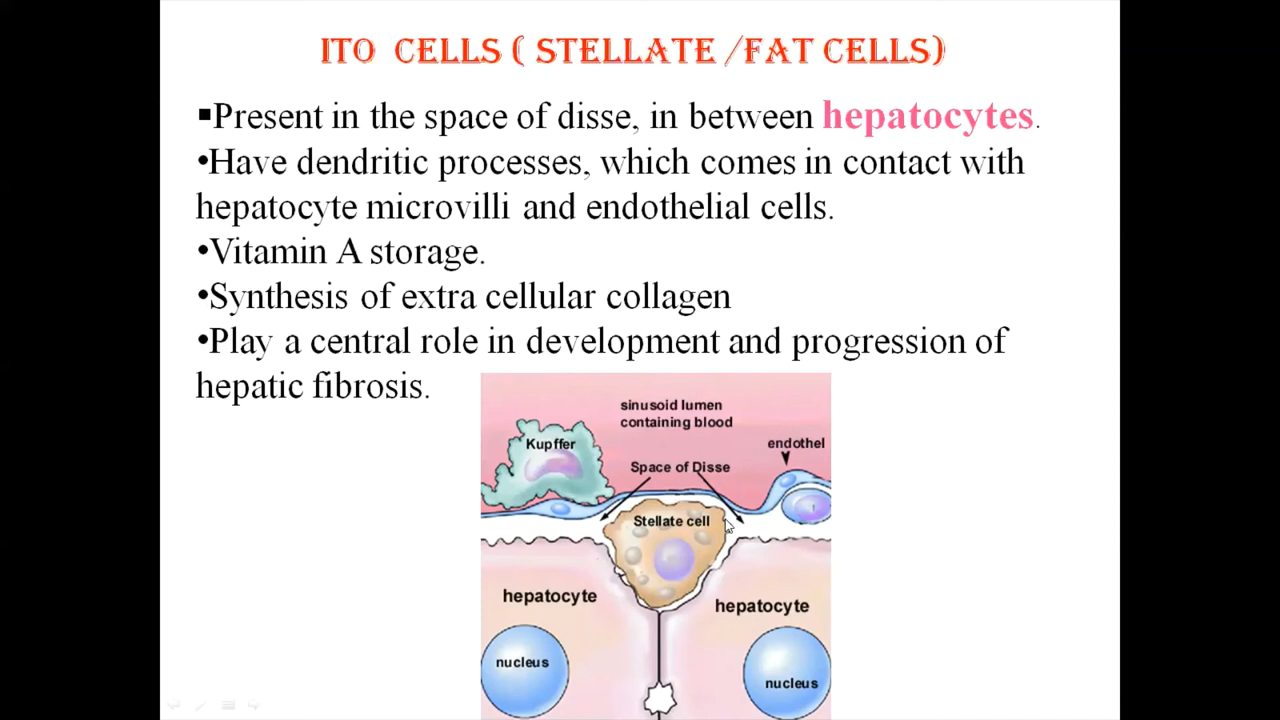 ITO CELLS ( STELLATE /FAT CELLS)
▪Present in the space of disse, in between hepatocytes.
•Have dendritic processes, which comes in contact with
hepatocyte microvilli and endothelial cells.
•Vitamin A storage.
•Synthesis of extra cellular collagen
•Play a central role in development and progression of
hepatic fibrosis.
sinusoid lumen
containing blood
Kupffer
endothel
Space of Disse
Stellate cell
hepatocyte
hepatocyte
nucleus
nucleus